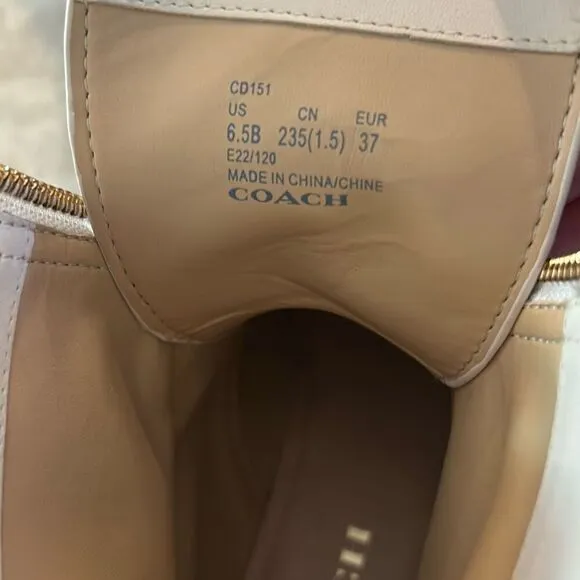 CD151
US CN EUR
6.5B 235(1.5) 37
E22/120
MADE IN CHINA/CHINE
COACH